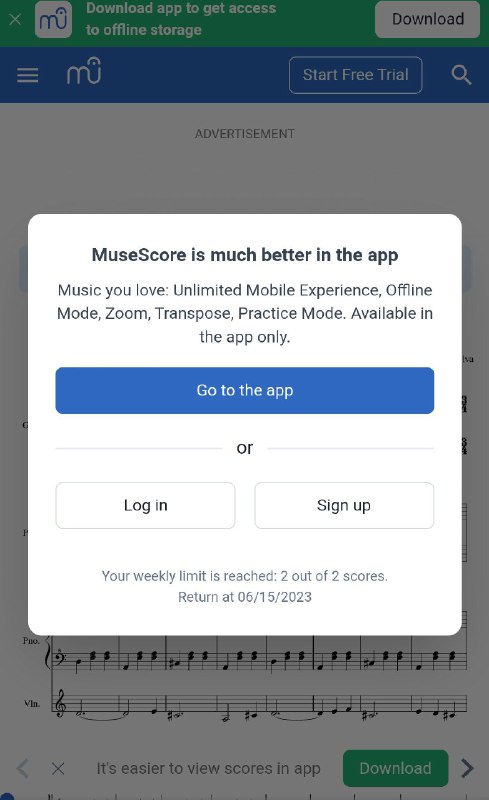 Download app to get access
to offline storage
Download
mu
Start Free Trial
ADVERTISEMENT
MuseScore is much better in the app
Music you love: Unlimited Mobile Experience, Offline
Mode, Zoom, Transpose, Practice Mode. Available in
the app only.
Go to the app
or
Log in
Sign up
Your weekly limit is reached: 2 out of 2 scores.
Return at 06/15/2023
Pno.
Vln.
It's easier to view scores in app
Download